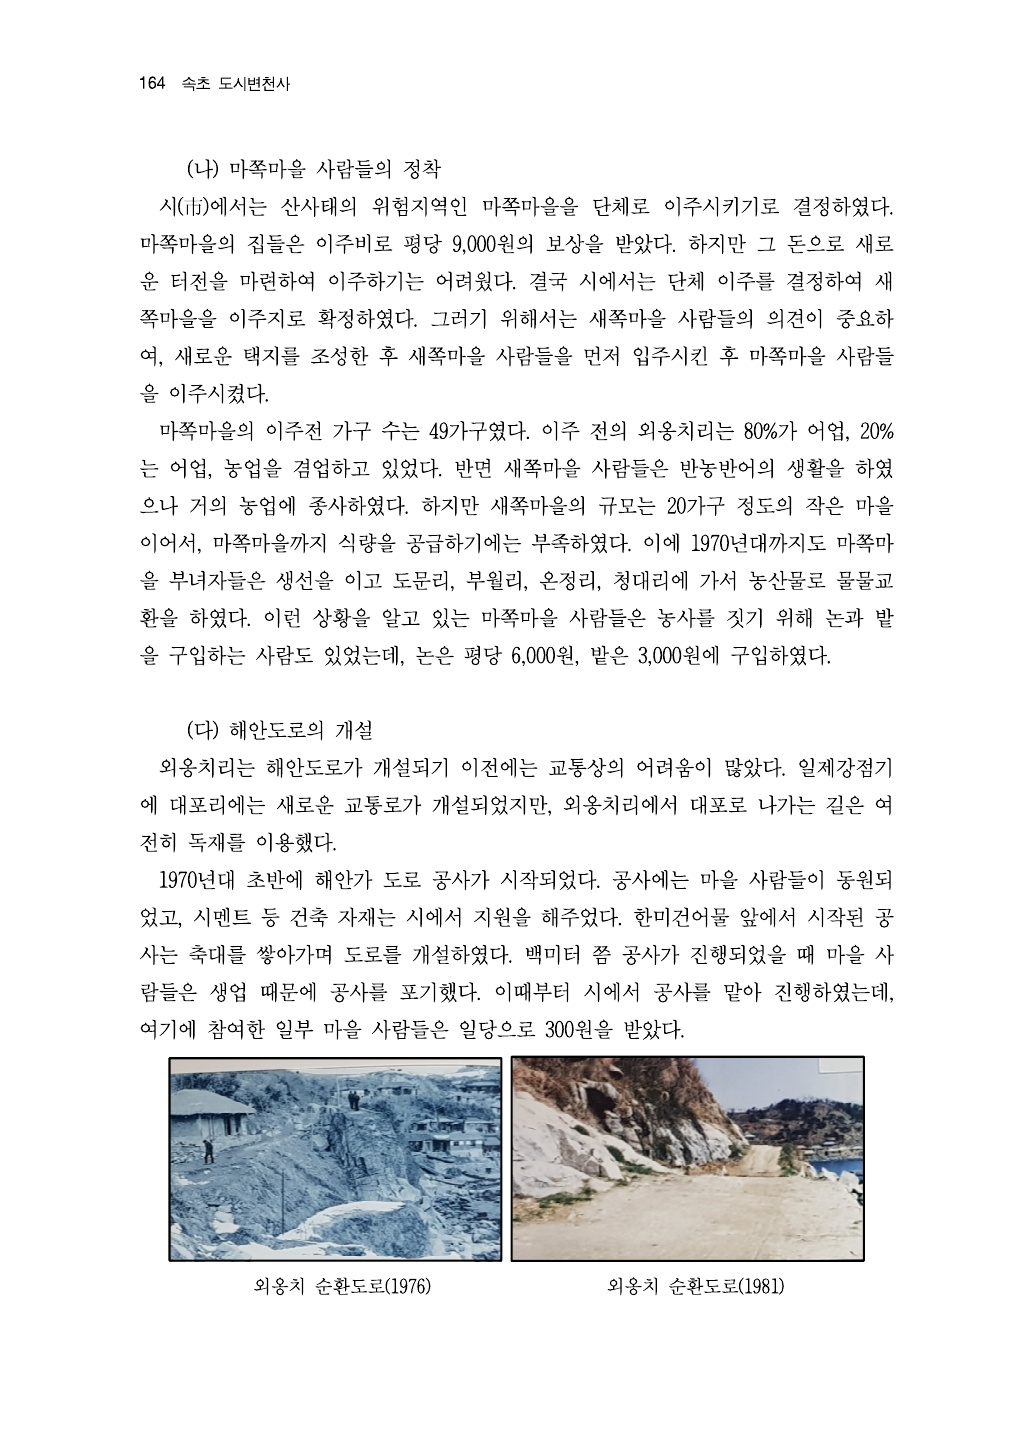 164 속초 도시변천사
(나) 마쪽마을 사람들의 정착
시(市)에서는 산사태의 위험지역인 마쪽마을을 단체로 이주시키기로 결정하였다.
마쪽마을의 집들은 이주비로 평당 9,000원의 보상을 받았다. 하지만 그 돈으로 새로
운 터전을 마련하여 이주하기는 어려웠다. 결국 시에서는 단체 이주를 결정하여 새
쪽마을을 이주지로 확정하였다. 그러기 위해서는 새쪽마을 사람들의 의견이 중요하
여, 새로운 택지를 조성한 후 새쪽마을 사람들을 먼저 입주시킨 후 마쪽마을 사람들
을 이주시켰다.
마쪽마을의 이주전 가구 수는 49가구였다. 이주 전의 외옹치리는 80%가 어업, 20%
는 어업, 농업을 겸업하고 있었다. 반면 새쪽마을 사람들은 반농반어의 생활을 하였
으나 거의 농업에 종사하였다. 하지만 새쪽마을의 규모는 20가구 정도의 작은 마을
이어서, 마쪽마을까지 식량을 공급하기에는 부족하였다. 이에 1970년대까지도 마쪽마
을 부녀자들은 생선을 이고 도문리, 부월리, 온정리, 청대리에 가서 농산물로 물물교
환을 하였다. 이런 상황을 알고 있는 마쪽마을 사람들은 농사를 짓기 위해 논과 밭
을 구입하는 사람도 있었는데, 논은 평당 6,000원, 밭은 3,000원에 구입하였다.
(다) 해안도로의 개설
외옹치리는 해안도로가 개설되기 이전에는 교통상의 어려움이 많았다. 일제강점기
에 대포리에는 새로운 교통로가 개설되었지만, 외옹치리에서 대포로 나가는 길은 여
전히 독재를 이용했다.
1970년대 초반에 해안가 도로 공사가 시작되었다. 공사에는 마을 사람들이 동원되
었고, 시멘트 등 건축 자재는 시에서 지원을 해주었다. 한미건어물 앞에서 시작된 공
사는 축대를 쌓아가며 도로를 개설하였다. 백미터 쯤 공사가 진행되었을 때 마을 사
람들은 생업 때문에 공사를 포기했다. 이때부터 시에서 공사를 맡아 진행하였는데,
여기에 참여한 일부 마을 사람들은 일당으로 300원을 받았다.
외옹치 순환도로(1976)
외옹치 순환도로(1981)